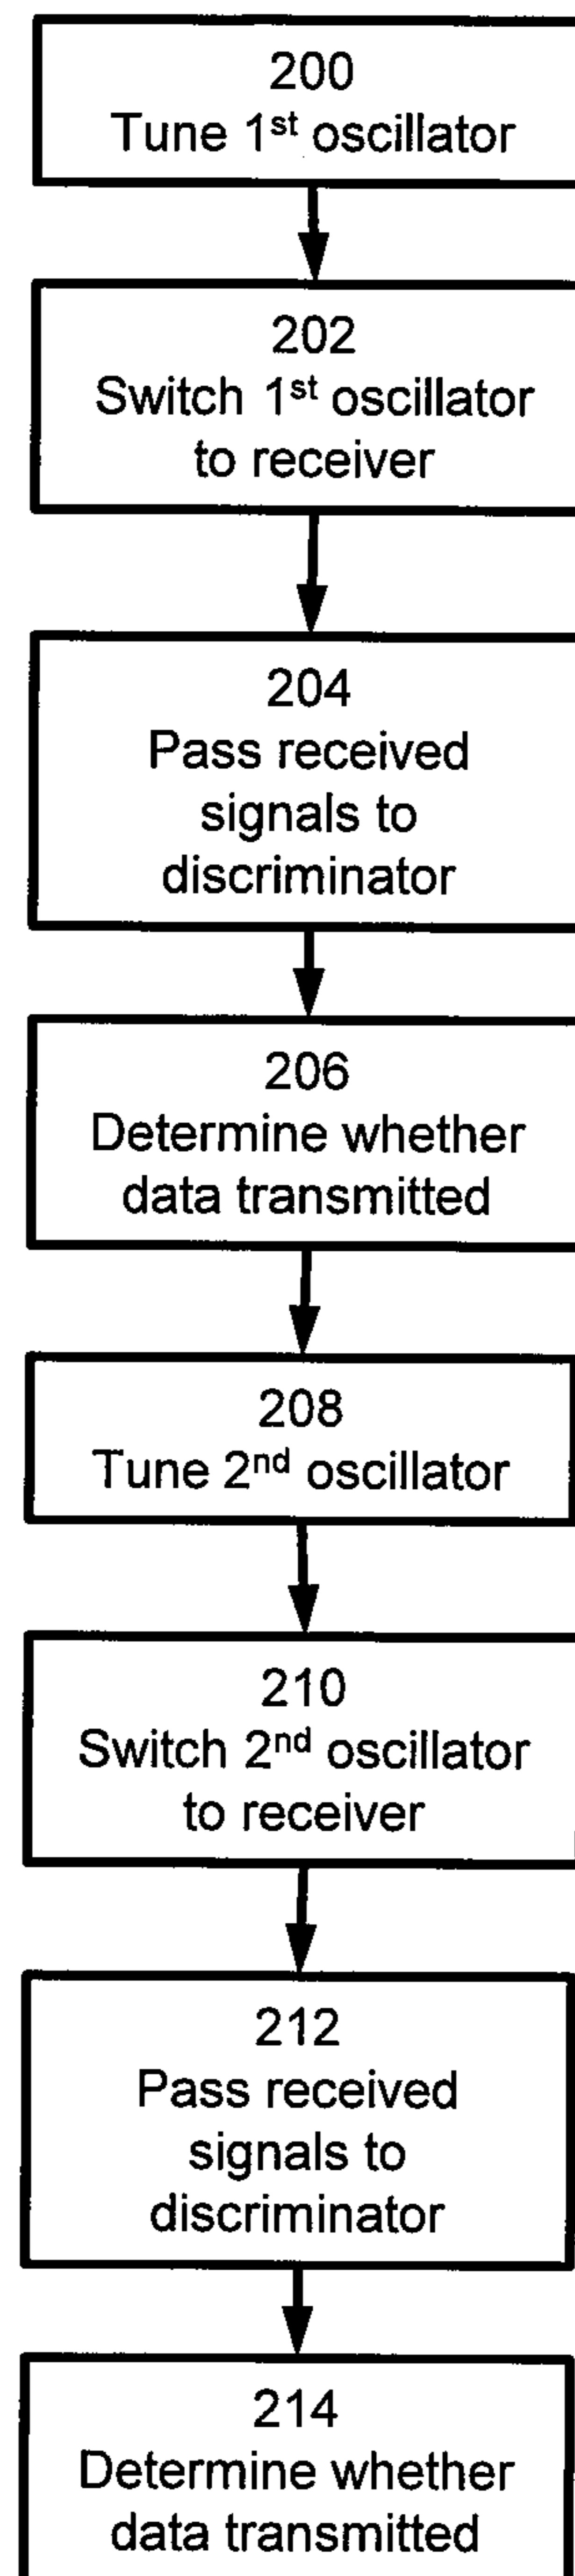 200
Tune 1st oscillator
202
Switch 1st oscillator
to receiver
204
Pass received
signals to
discriminator
206
Determine whether
data transmitted
208
Tune 2nd oscillator
210
Switch 2nd oscillator
to receiver
212
Pass received
signals to
discriminator
214
Determine whether
data transmitted